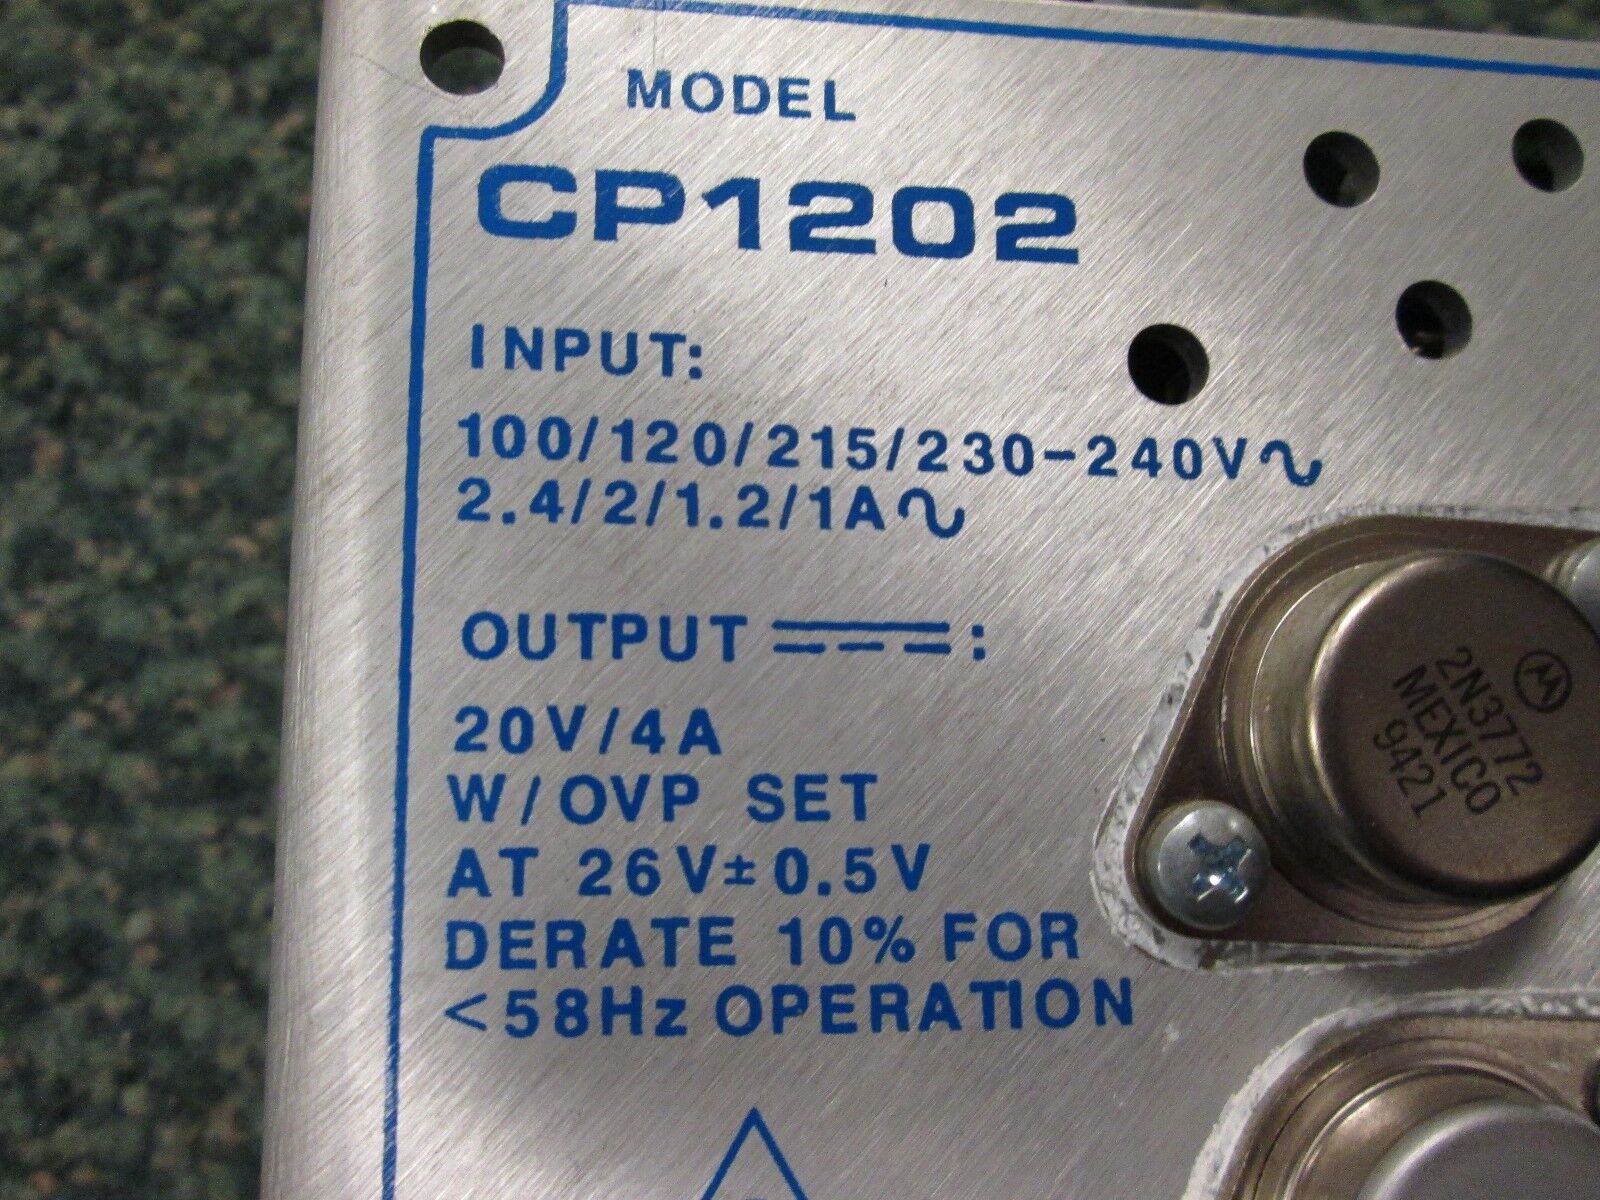 MODEL
CP1202
INPUT:
100/120/215/230-240V∿
2.4/2/1.2/1A∿
OUTPUT ⎓:
20V/4A
W/OVP SET
AT 26V±0.5V
DERATE 10% FOR
<58Hz OPERATION
2N3772
MEXICO
9421